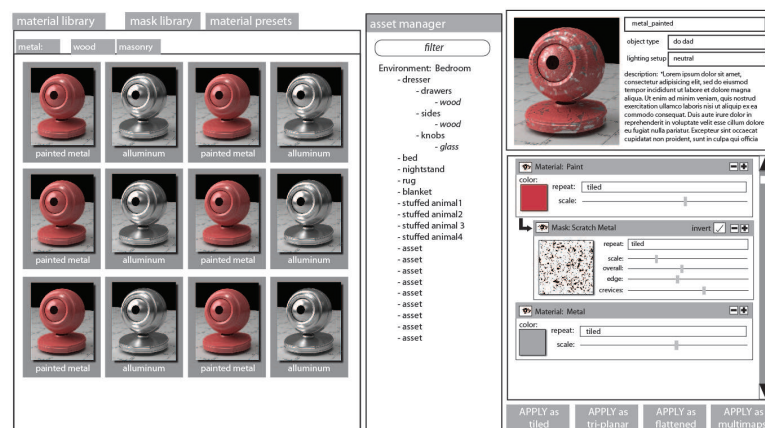 material library
mask library
material presets
metal:
wood
masonry
painted metal
alluminum
painted metal
alluminum
painted metal
alluminum
painted metal
alluminum
painted metal
alluminum
painted metal
alluminum
asset manager
filter
Environment: Bedroom
- dresser
- drawers
- wood
- sides
- wood
- knobs
- glass
- bed
- nightstand
- rug
- blanket
- stuffed animal1
- stuffed animal2
- stuffed animal 3
- stuffed animal4
- asset
- asset
- asset
- asset
- asset
- asset
- asset
- asset
- asset
metal_painted
object type
do dad
lighting setup
neutral
description: "Lorem ipsum dolor sit amet,
consectetur adipisicing elit, sed do eiusmod
tempor incididunt ut labore et dolore magna
aliqua. Ut enim ad minim veniam, quis nostrud
exercitation ullamco laboris nisi ut aliquip ex ea
commodo consequat. Duis aute irure dolor in
reprehenderit in voluptate velit esse cillum dolore
eu fugiat nulla pariatur. Excepteur sint occaecat
cupidatat non proident, sunt in culpa qui officia
Material: Paint
color:
repeat:
tiled
scale:
Mask: Scratch Metal
invert
repeat:
tiled
scale:
overall:
edge:
crevices:
Material: Metal
color:
repeat:
tiled
scale:
APPLY as
tiled
APPLY as
tri-planar
APPLY as
flattened
APPLY as
multimaps